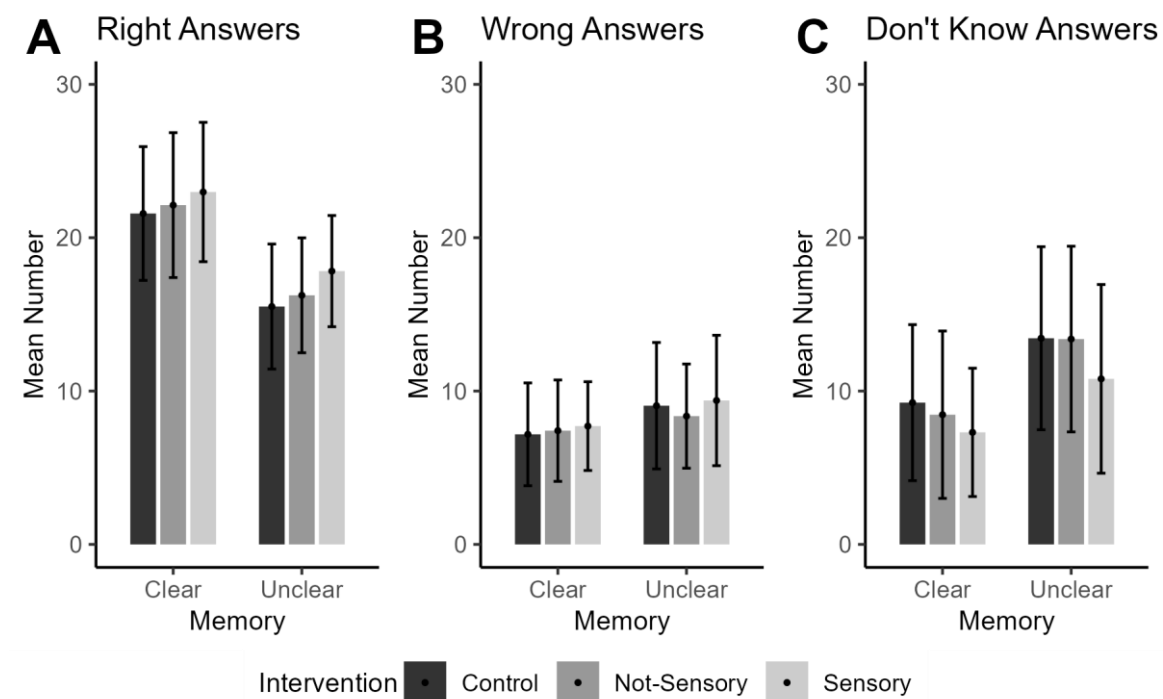 A Right Answers
B Wrong Answers
C Don't Know Answers
Mean Number
30
20
10
0
Clear Unclear
Memory
Mean Number
30
20
10
0
Clear Unclear
Memory
Mean Number
30
20
10
0
Clear Unclear
Memory
Intervention Control Not-Sensory Sensory